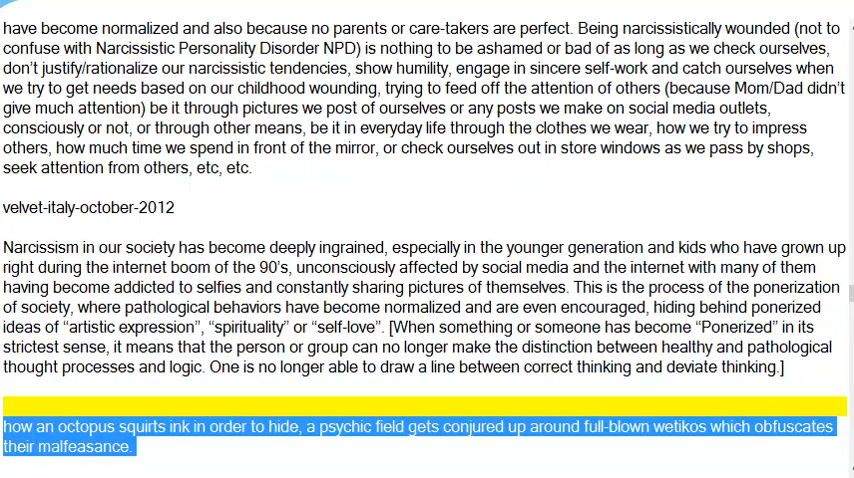 have become normalized and also because no parents or care-takers are perfect. Being narcissistically wounded (not to
confuse with Narcissistic Personality Disorder NPD) is nothing to be ashamed or bad of as long as we check ourselves,
don’t justify/rationalize our narcissistic tendencies, show humility, engage in sincere self-work and catch ourselves when
we try to get needs based on our childhood wounding, trying to feed off the attention of others (because Mom/Dad didn’t
give much attention) be it through pictures we post of ourselves or any posts we make on social media outlets,
consciously or not, or through other means, be it in everyday life through the clothes we wear, how we try to impress
others, how much time we spend in front of the mirror, or check ourselves out in store windows as we pass by shops,
seek attention from others, etc, etc.
velvet-italy-october-2012
Narcissism in our society has become deeply ingrained, especially in the younger generation and kids who have grown up
right during the internet boom of the 90’s, unconsciously affected by social media and the internet with many of them
having become addicted to selfies and constantly sharing pictures of themselves. This is the process of the ponerization
of society, where pathological behaviors have become normalized and are even encouraged, hiding behind ponerized
ideas of “artistic expression”, “spirituality” or “self-love”. [When something or someone has become “Ponerized” in its
strictest sense, it means that the person or group can no longer make the distinction between healthy and pathological
thought processes and logic. One is no longer able to draw a line between correct thinking and deviate thinking.]
how an octopus squirts ink in order to hide, a psychic field gets conjured up around full-blown wetikos which obfuscates
their malfeasance.